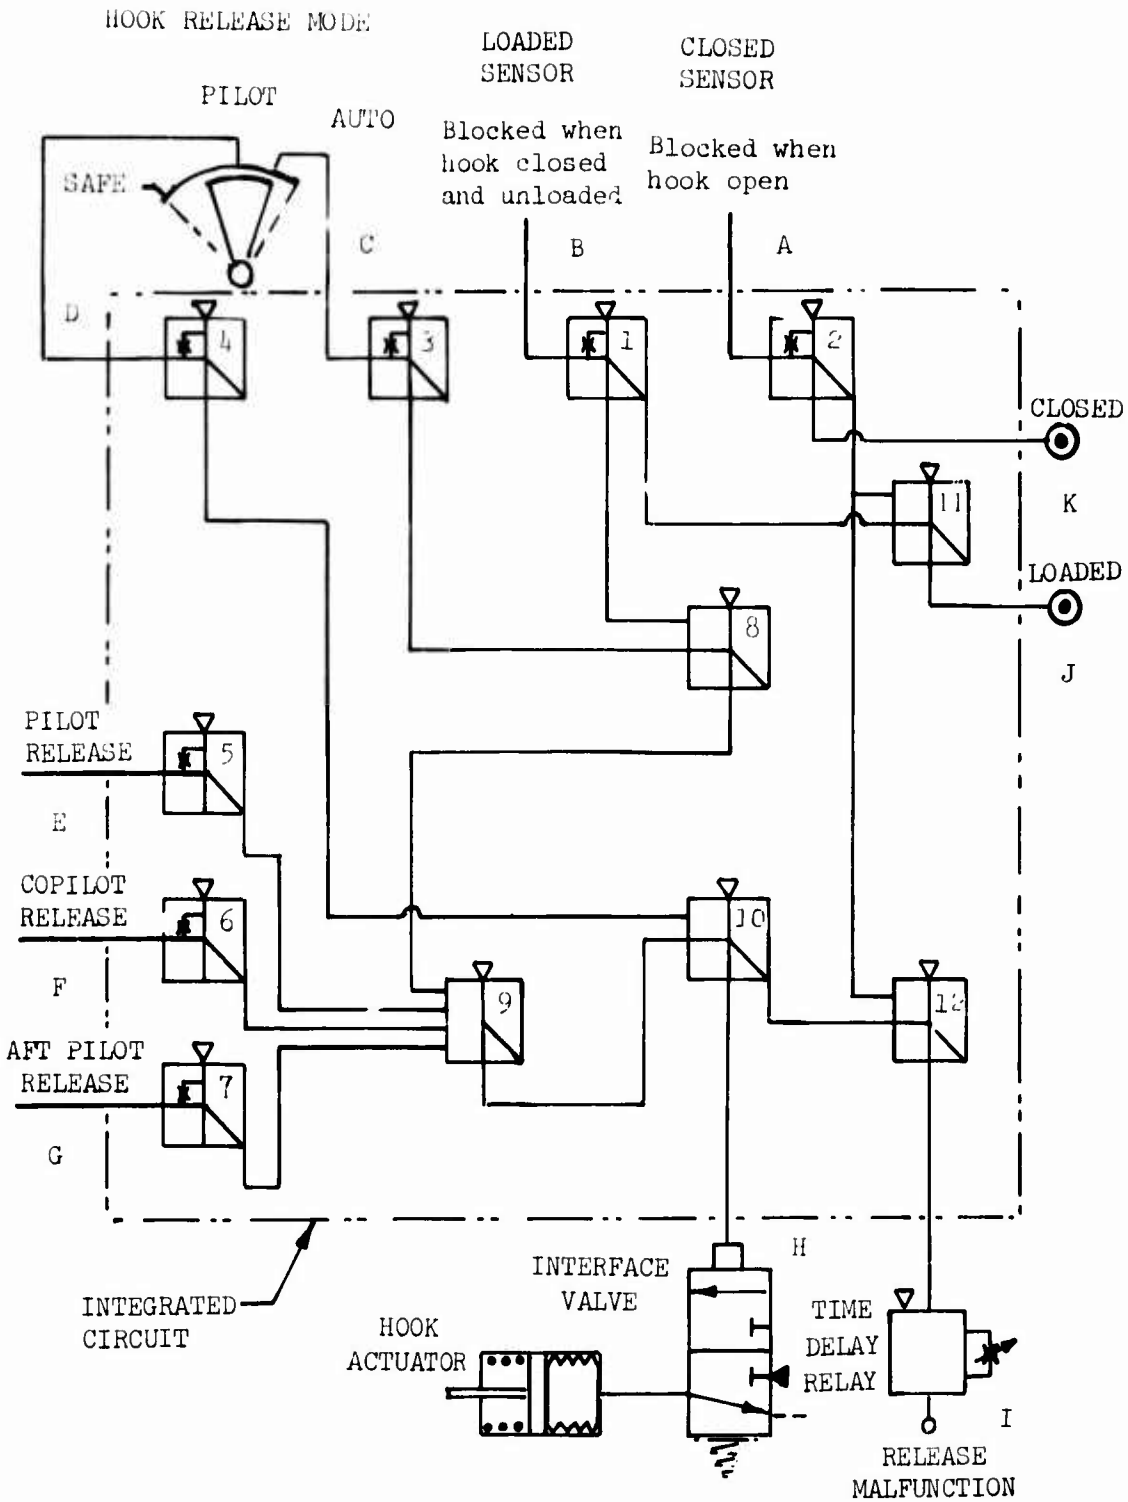 HOOK RELEASE MODE
LOADED
SENSOR
CLOSED
SENSOR
PILOT
AUTO
Blocked when
hook closed
and unloaded
Blocked when
hook open
SAFE
C
B
A
D
4
3
1
2
CLOSED
11
K
LOADED
8
J
PILOT
RELEASE
5
E
COPILOT
RELEASE
6
10
F
9
12
AFT PILOT
RELEASE
7
G
H
INTERFACE
VALVE
INTEGRATED
CIRCUIT
HOOK
ACTUATOR
TIME
DELAY
RELAY
I
RELEASE
MALFUNCTION